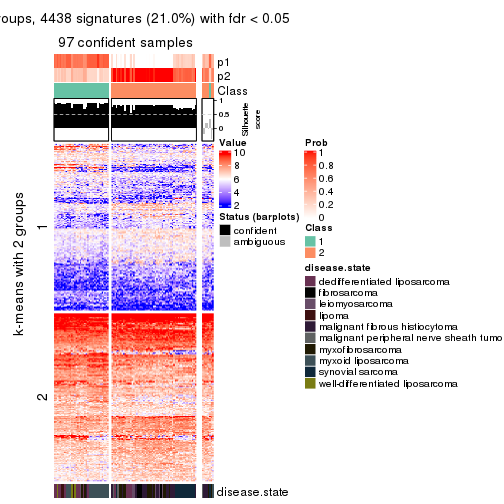 roups, 4438 signatures (21.0%) with fdr < 0.05
97 confident samples
p1
p2
Class
1
0.5
0
Silhouette
score
k-means with 2 groups
1
2
Value
10
8
6
4
2
Status (barplots)
confident
ambiguous
Prob
1
0.8
0.6
0.4
0.2
0
Class
1
2
disease.state
dedifferentiated liposarcoma
fibrosarcoma
leiomyosarcoma
lipoma
malignant fibrous histiocytoma
malignant peripheral nerve sheath tumo
myxofibrosarcoma
myxoid liposarcoma
synovial sarcoma
well-differentiated liposarcoma
disease.state